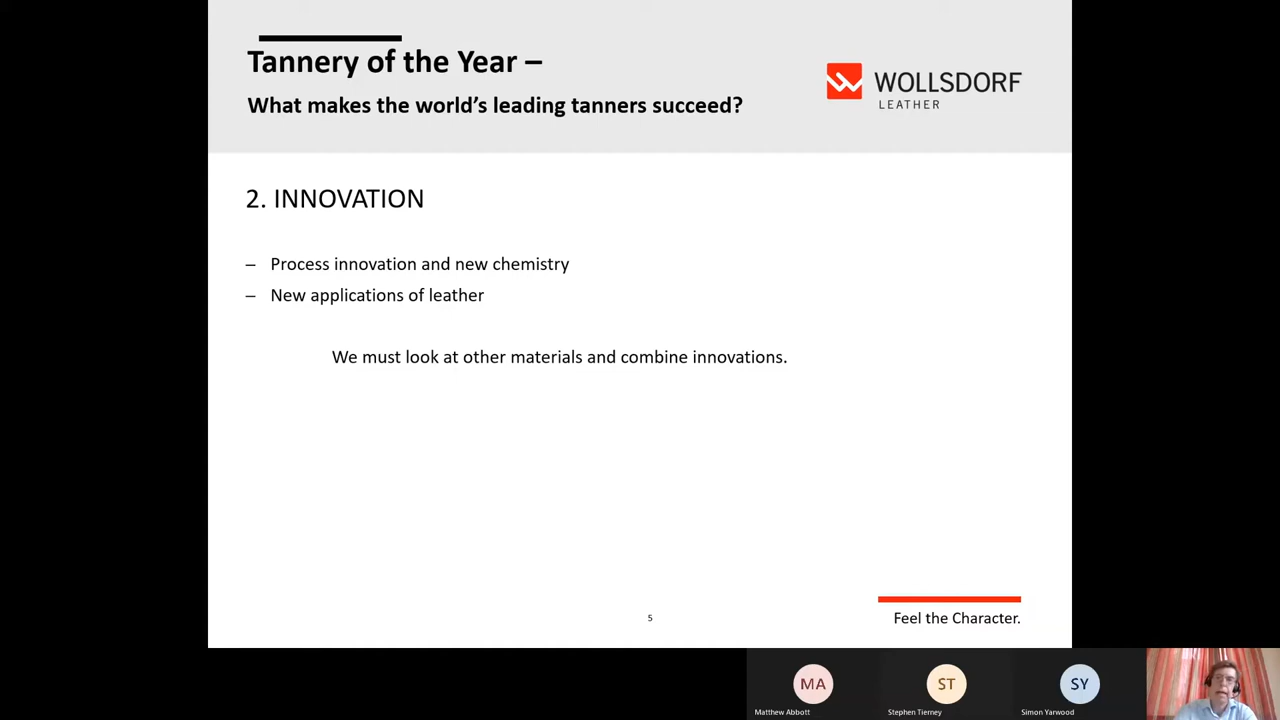 Tannery of the Year –
What makes the world's leading tanners succeed?
WOLLSDORF
LEATHER
2. INNOVATION
– Process innovation and new chemistry
– New applications of leather
We must look at other materials and combine innovations.
5
Feel the Character.
MA
ST
SY
Matthew Abbott
Stephen Tierney
Simon Yarwood